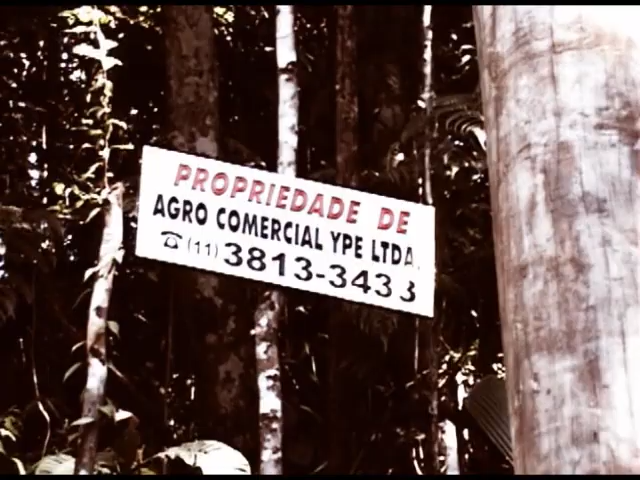 PROPRIEDADE DE
AGRO COMERCIAL YPE LTDA.
☎ (11) 3813-3433